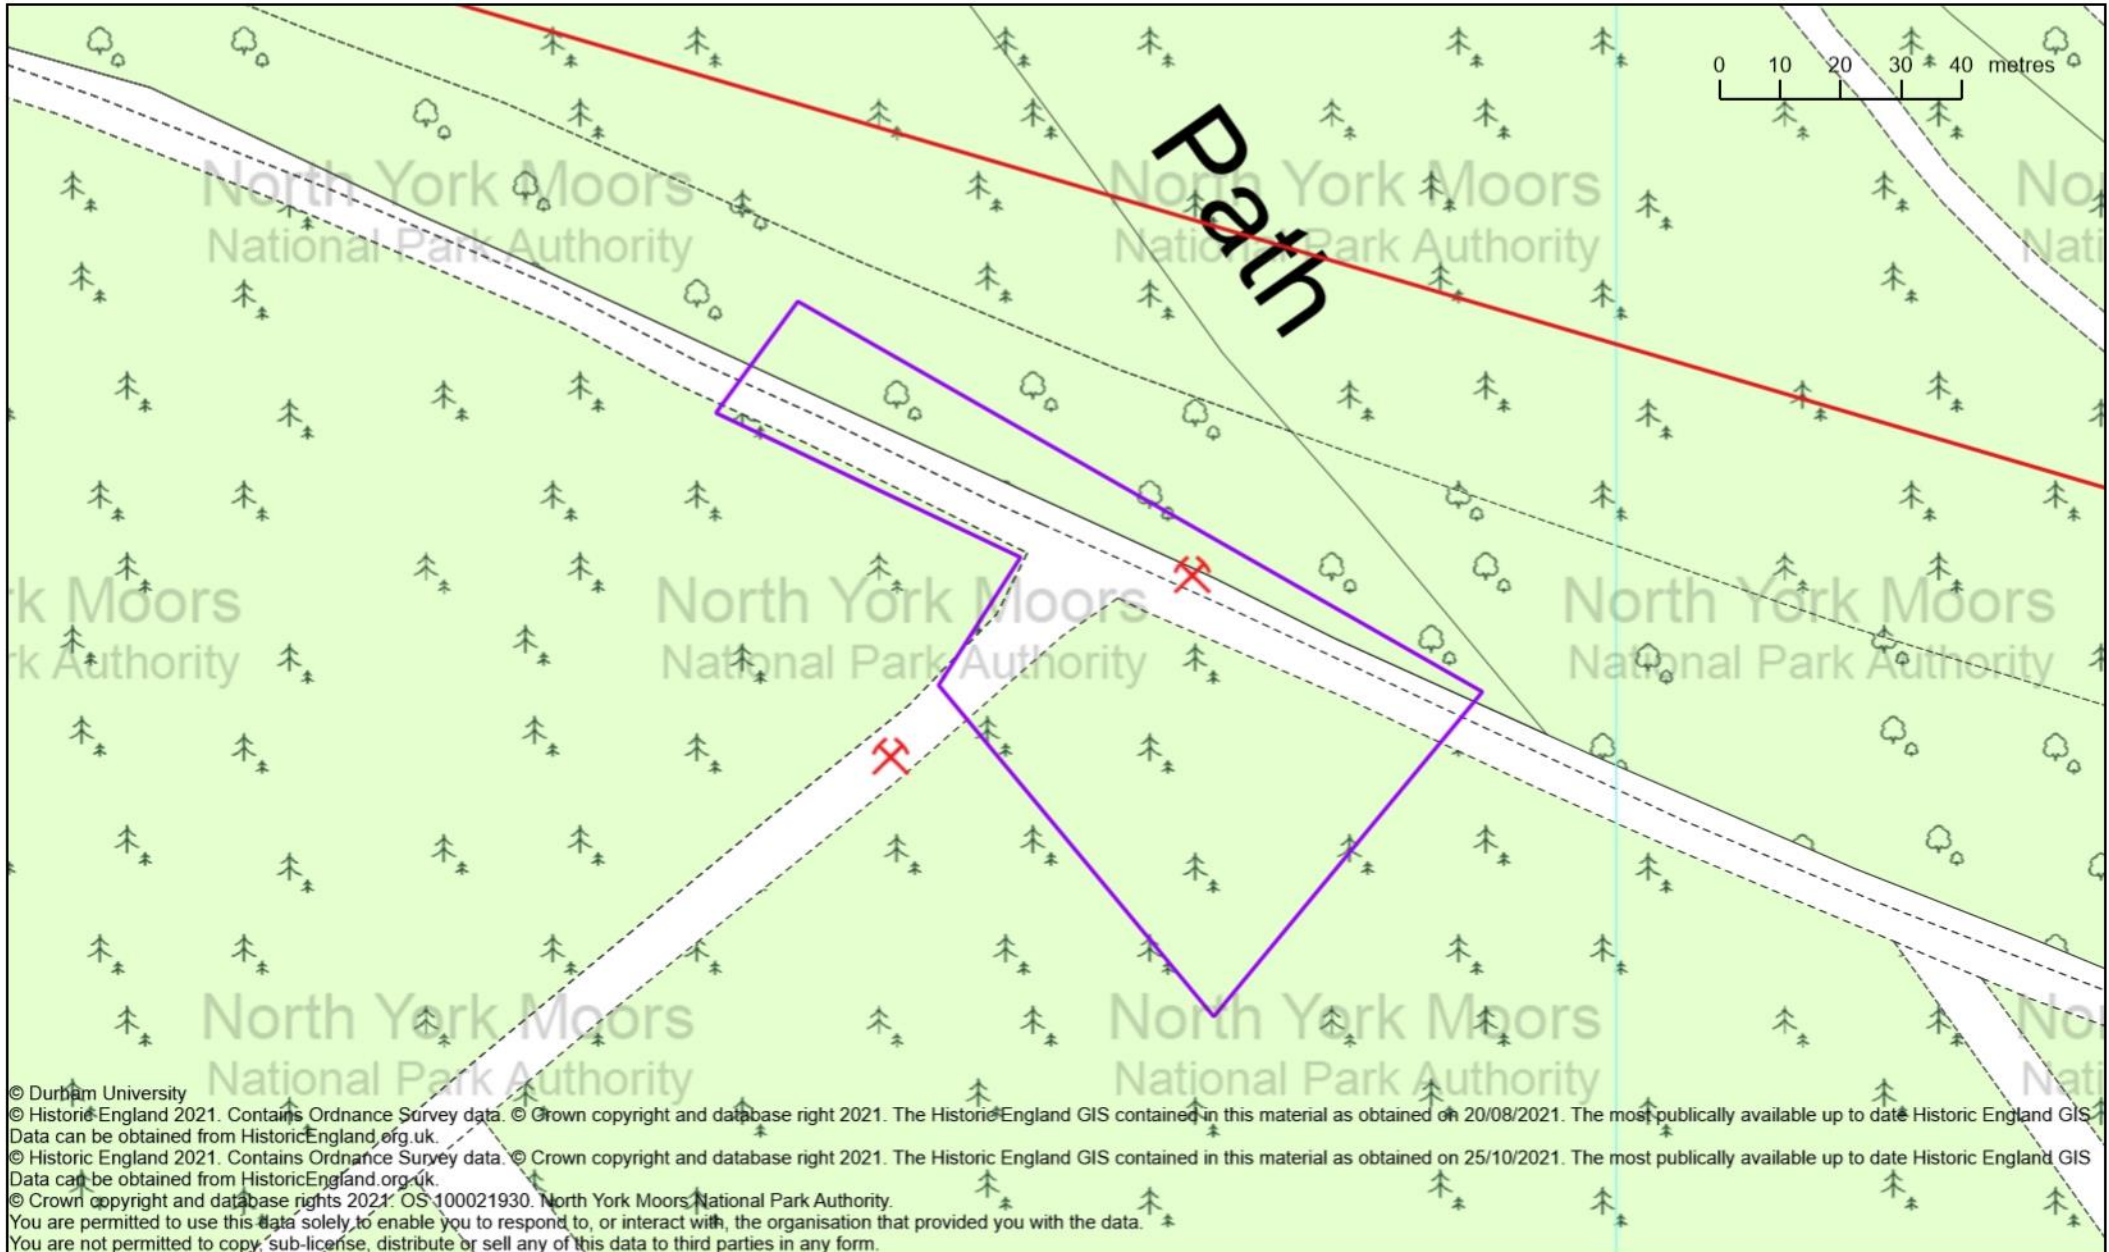 0 10 20 30 40 metres
Path
North York Moors
National Park Authority
North York Moors
National Park Authority
No
Nati
rk Moors
rk Authority
North York Moors
National Park Authority
North York Moors
National Park Authority
North York Moors
National Park Authority
North York Moors
National Park Authority
No
Nati
© Durham University
© Historic England 2021. Contains Ordnance Survey data. © Crown copyright and database right 2021. The Historic England GIS contained in this material as obtained on 20/08/2021. The most publically available up to date Historic England GIS
Data can be obtained from HistoricEngland.org.uk.
© Historic England 2021. Contains Ordnance Survey data. © Crown copyright and database right 2021. The Historic England GIS contained in this material as obtained on 25/10/2021. The most publically available up to date Historic England GIS
Data can be obtained from HistoricEngland.org.uk.
© Crown copyright and database rights 2021. OS 100021930. North York Moors National Park Authority.
You are permitted to use this data solely to enable you to respond to, or interact with, the organisation that provided you with the data.
You are not permitted to copy, sub-license, distribute or sell any of this data to third parties in any form.